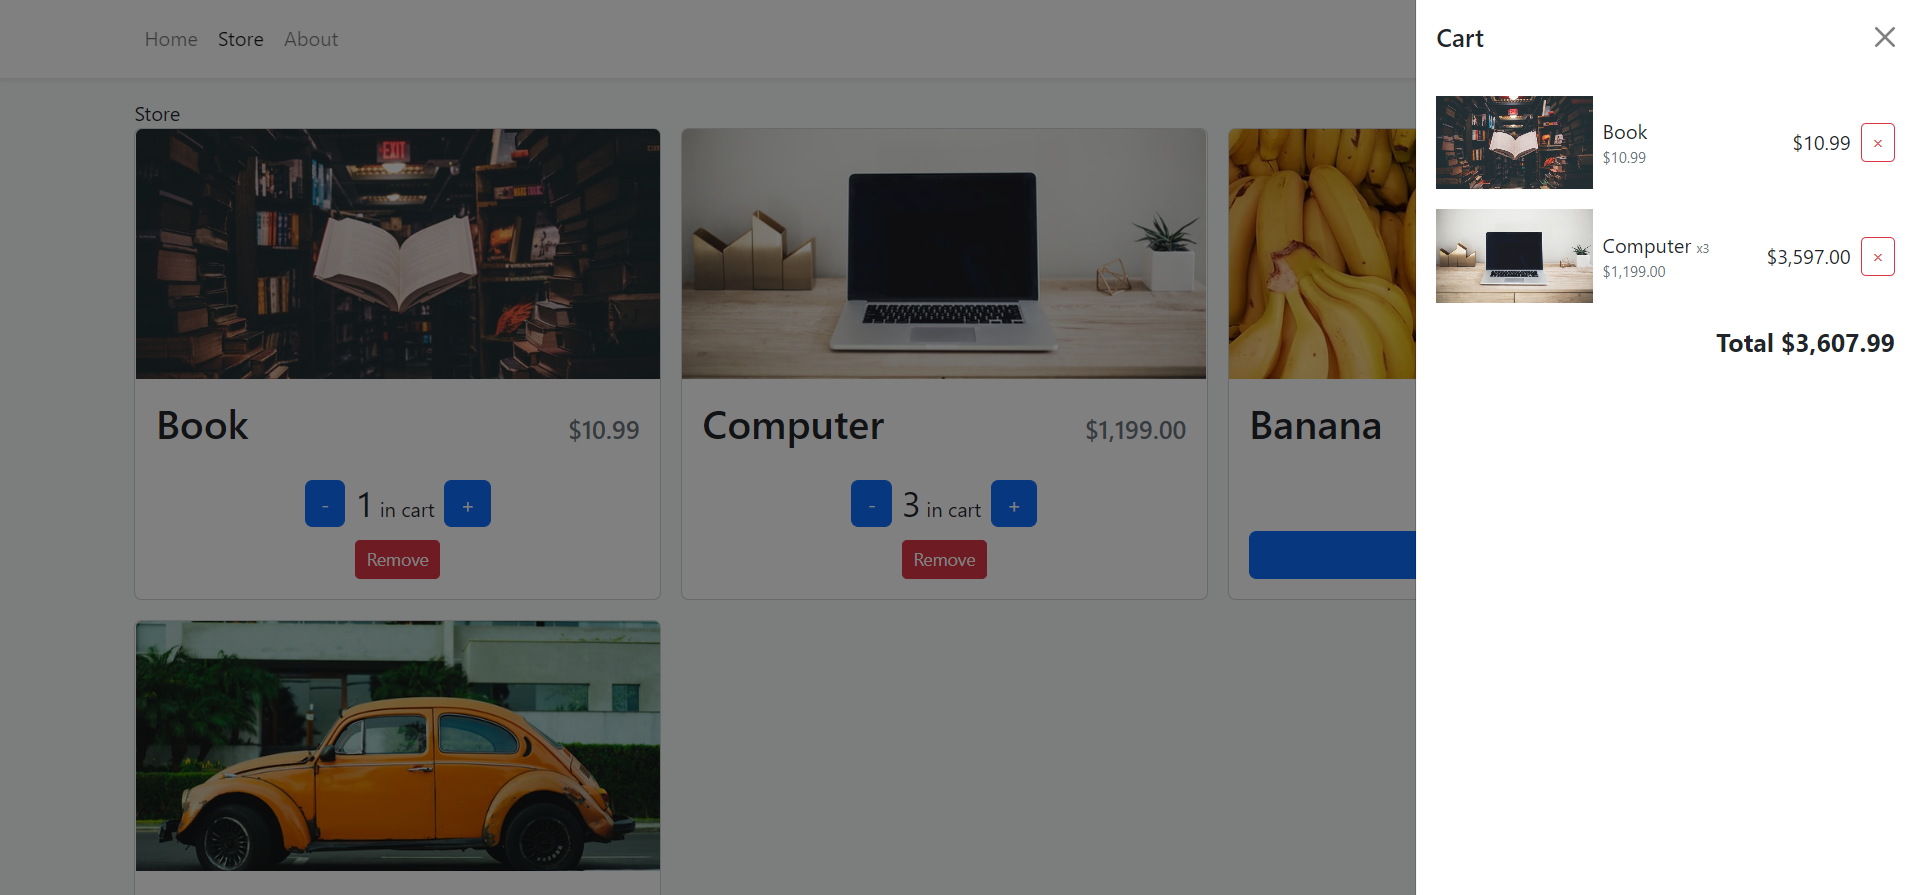 Home Store About
Store
EXIT
Book $10.99
- 1 in cart +
Remove
Computer $1,199.00
- 3 in cart +
Remove
Banana
Cart
Book
$10.99
$10.99 ×
Computer x3
$1,199.00
$3,597.00 ×
Total $3,607.99